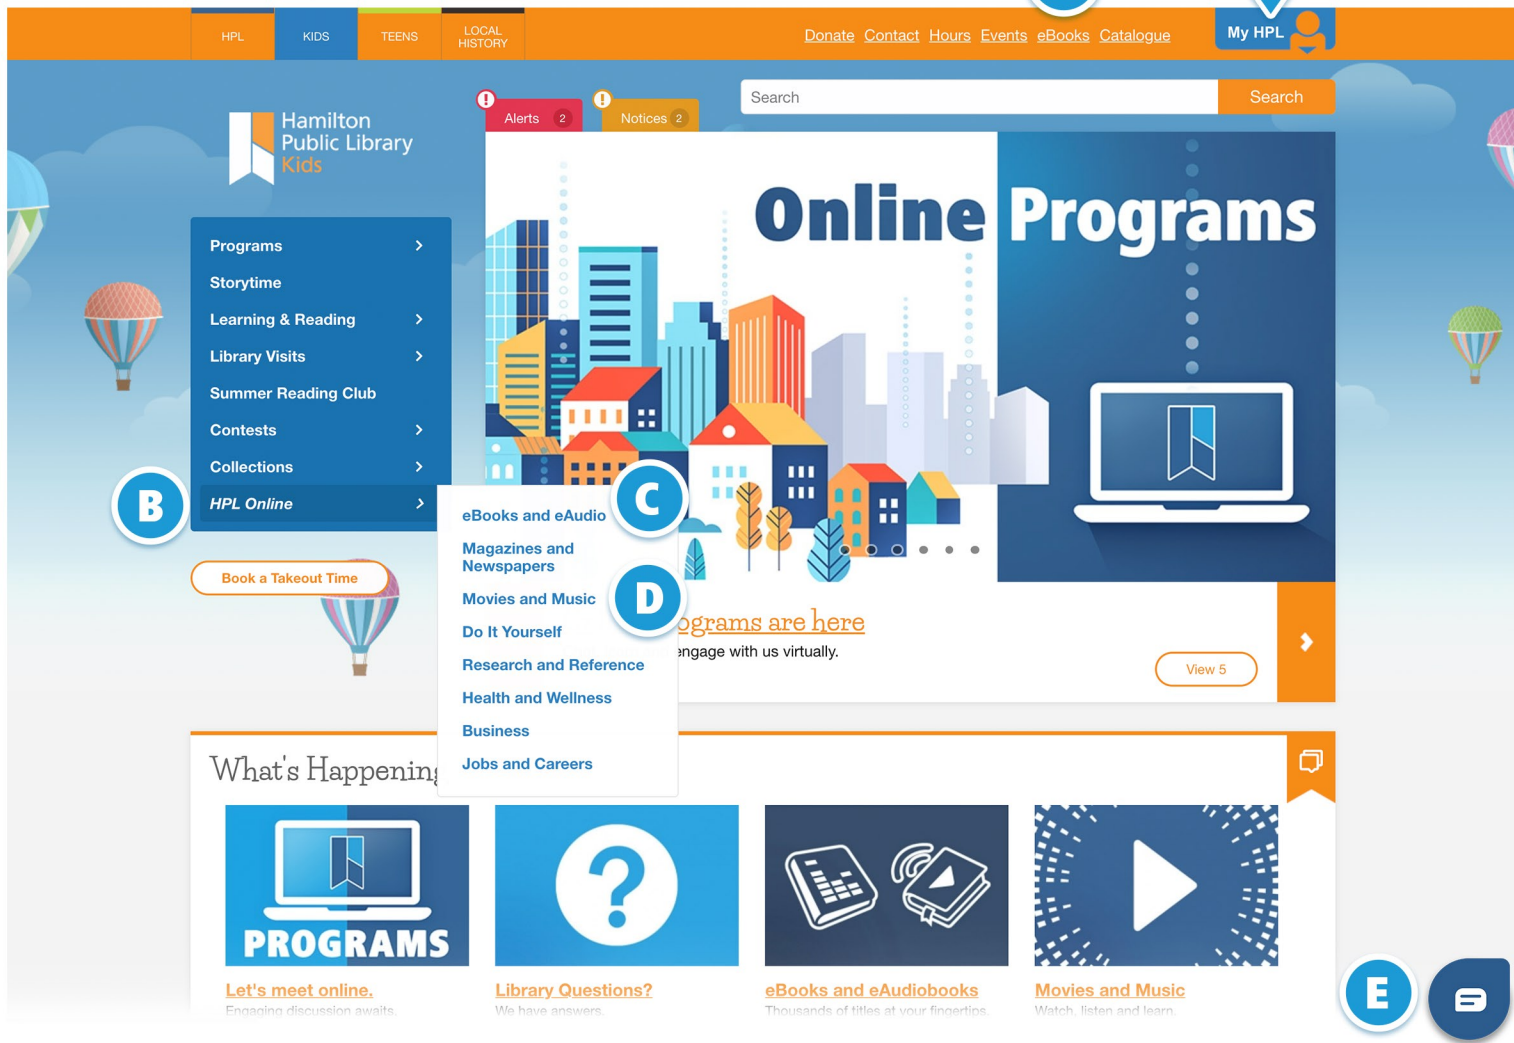 HPL
KIDS
TEENS
LOCAL
HISTORY
Donate Contact Hours Events eBooks Catalogue
My HPL
Search
Search
Hamilton
Public Library
Kids
Alerts 2
Notices 2
Online Programs
Programs
Storytime
Learning & Reading
Library Visits
Summer Reading Club
Contests
Collections
HPL Online
B
C
eBooks and eAudio
Magazines and
Newspapers
Movies and Music
D
Do It Yourself
Research and Reference
Health and Wellness
Business
Jobs and Careers
Book a Takeout Time
are here
engage with us virtually.
View 5
What's Happening
PROGRAMS
?
Let's meet online.
Engaging discussion awaits.
Library Questions?
We have answers.
eBooks and eAudiobooks
Thousands of titles at your fingertips.
Movies and Music
Watch, listen and learn.
E